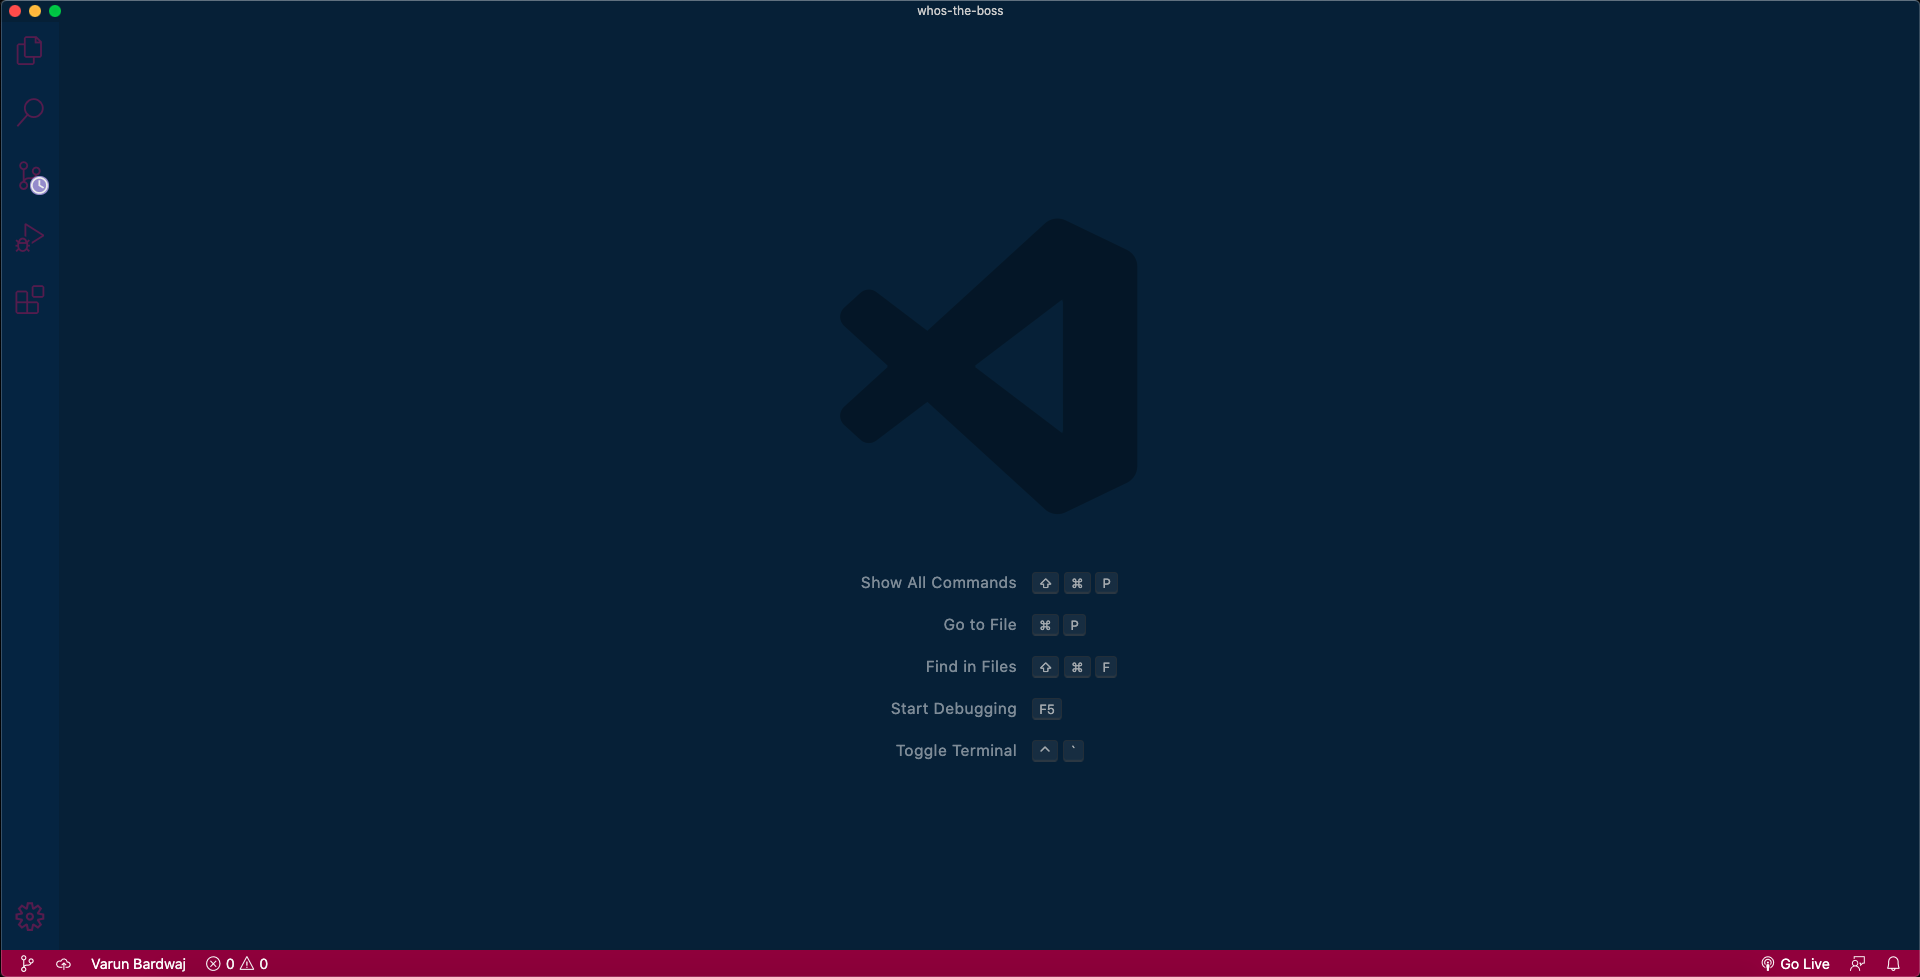 whos-the-boss
Show All Commands ⇧ ⌘ P
Go to File ⌘ P
Find in Files ⇧ ⌘ F
Start Debugging F5
Toggle Terminal ^ `
Varun Bardwaj 0 0 Go Live